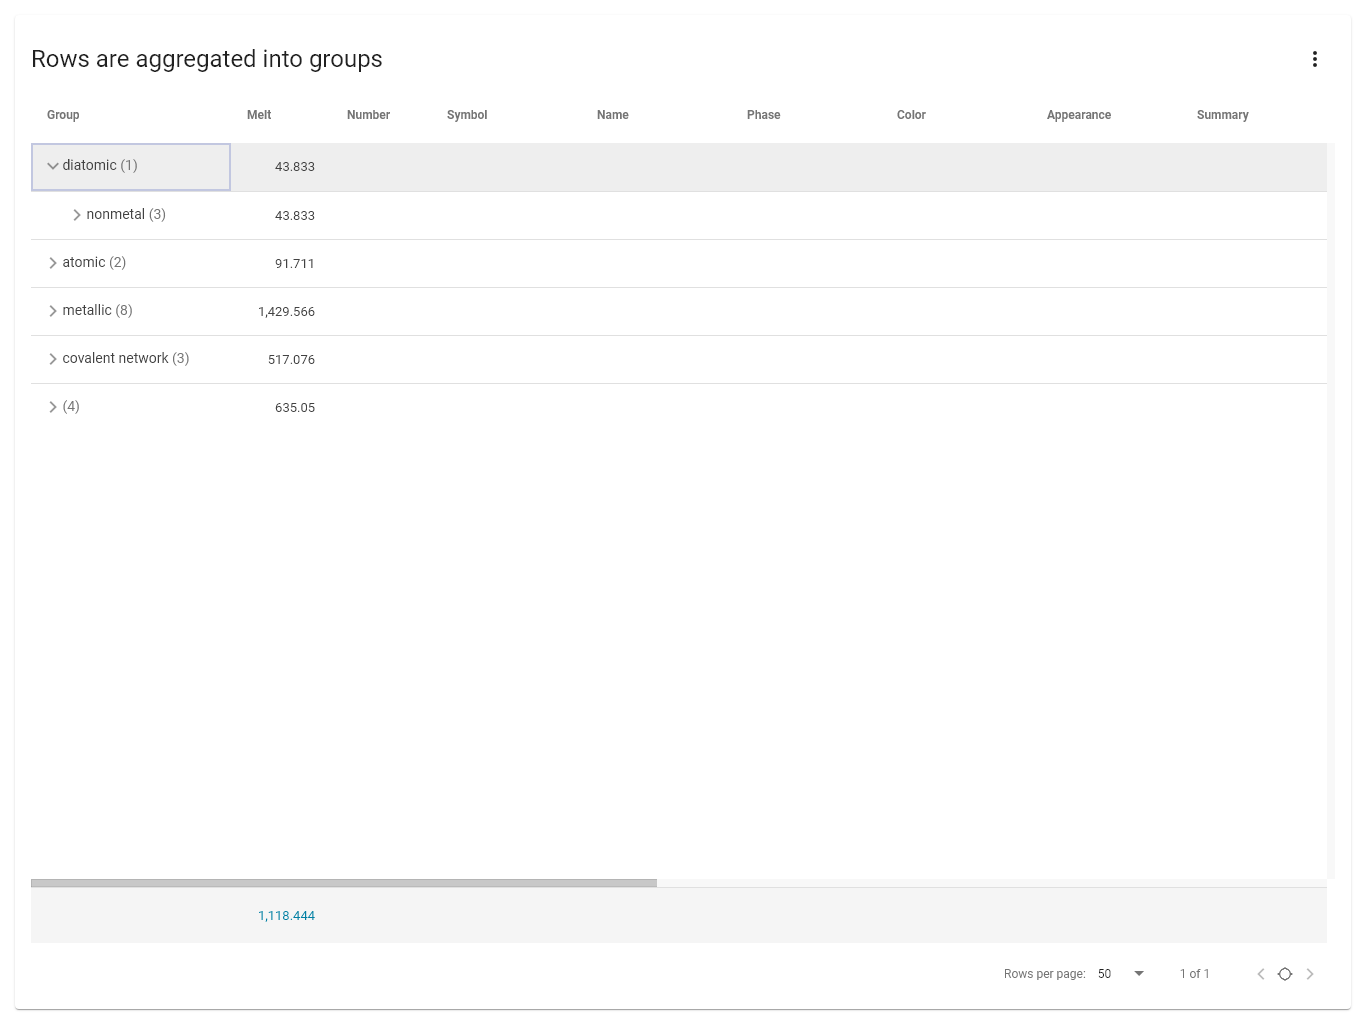 Rows are aggregated into groups
Group Melt Number Symbol Name Phase Color Appearance Summary
diatomic (1) 43.833
nonmetal (3) 43.833
atomic (2) 91.711
metallic (8) 1,429.566
covalent network (3) 517.076
(4) 635.05
1,118.444
Rows per page: 50 1 of 1